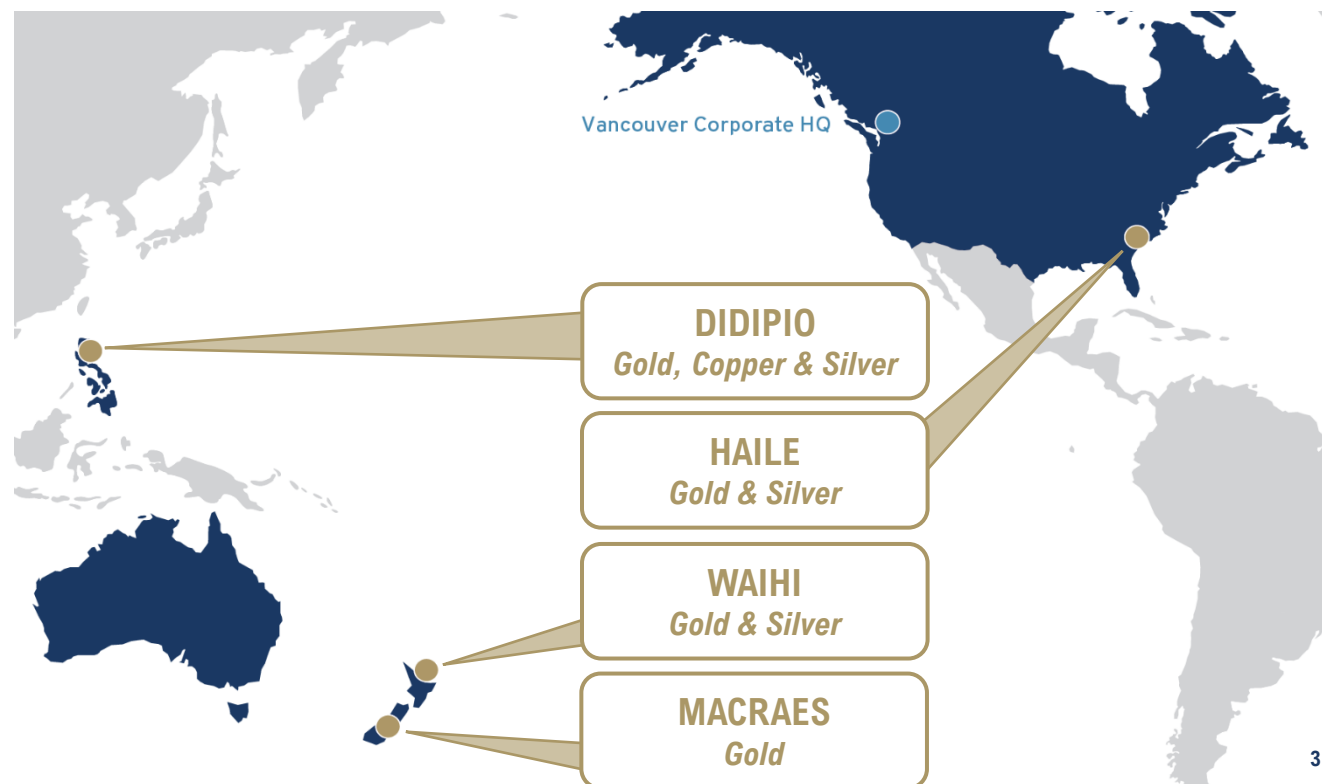 Vancouver Corporate HQ
DIDIPIO
Gold, Copper & Silver
HAILE
Gold & Silver
WAIHI
Gold & Silver
MACRAES
Gold
3